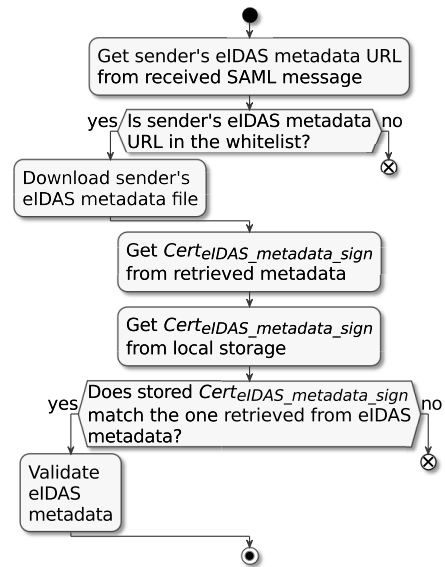 Get sender's eIDAS metadata URL
from received SAML message
yes
Is sender's eIDAS metadata
URL in the whitelist?
no
Download sender's
eIDAS metadata file
Get CerteIDAS_metadata_sign
from retrieved metadata
Get CerteIDAS_metadata_sign
from local storage
yes
Does stored CerteIDAS_metadata_sign
match the one retrieved from eIDAS
metadata?
no
Validate
eIDAS
metadata